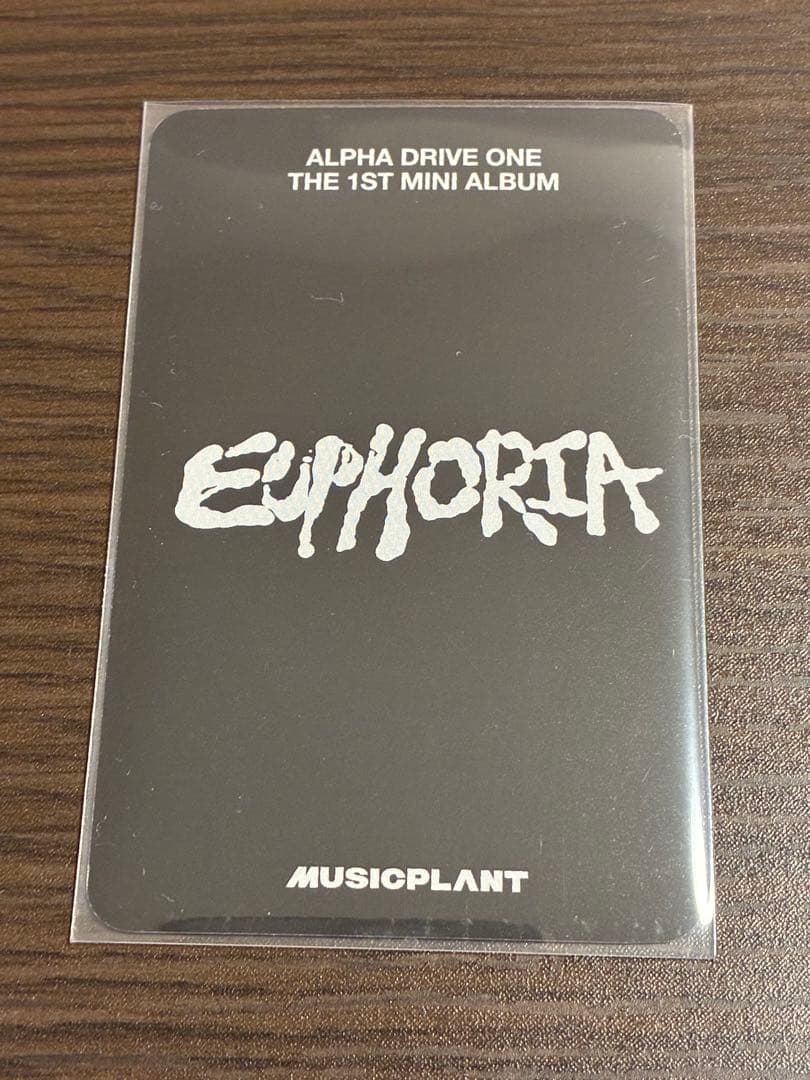 ALPHA DRIVE ONE
THE 1ST MINI ALBUM
EUPHORIA
MUSICPLANT